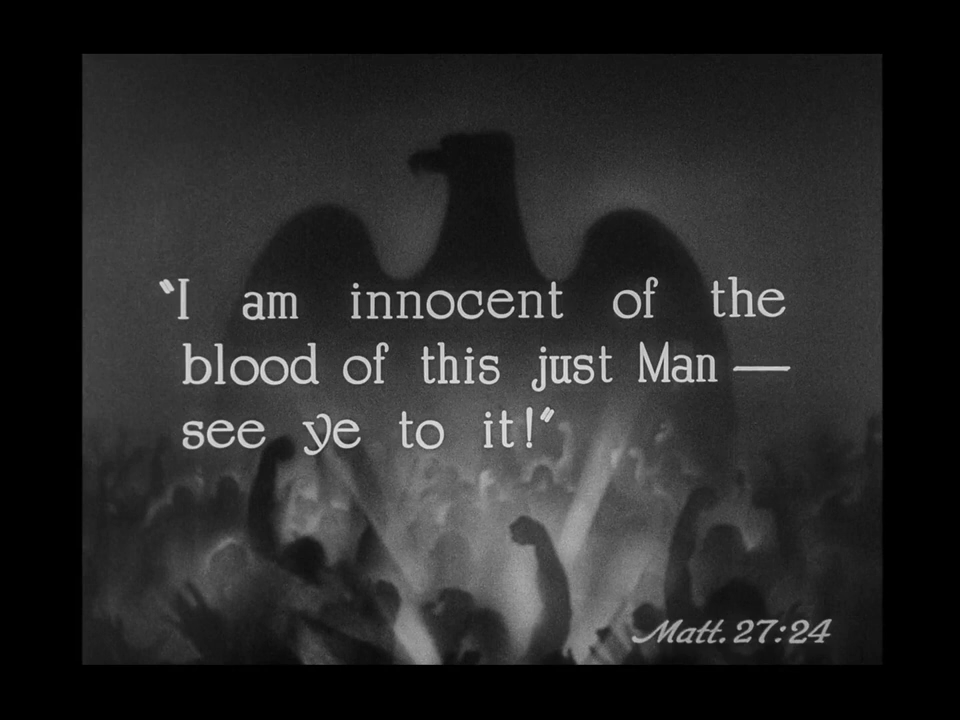 "I am innocent of the
blood of this just Man —
see ye to it!"
Matt. 27:24